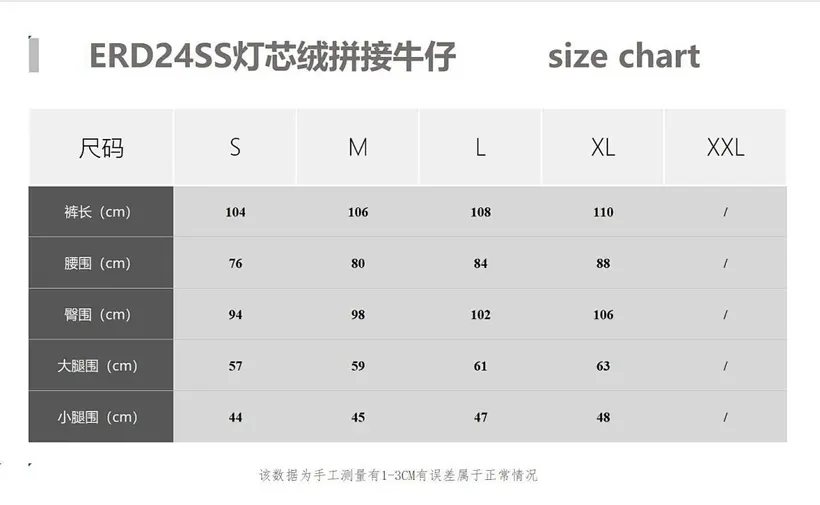 ERD24SS灯芯绒拼接牛仔 size chart
尺码 S M L XL XXL
裤长（cm） 104 106 108 110 /
腰围（cm） 76 80 84 88 /
臀围（cm） 94 98 102 106 /
大腿围（cm） 57 59 61 63 /
小腿围（cm） 44 45 47 48 /
该数据为手工测量有1-3CM有误差属于正常情况